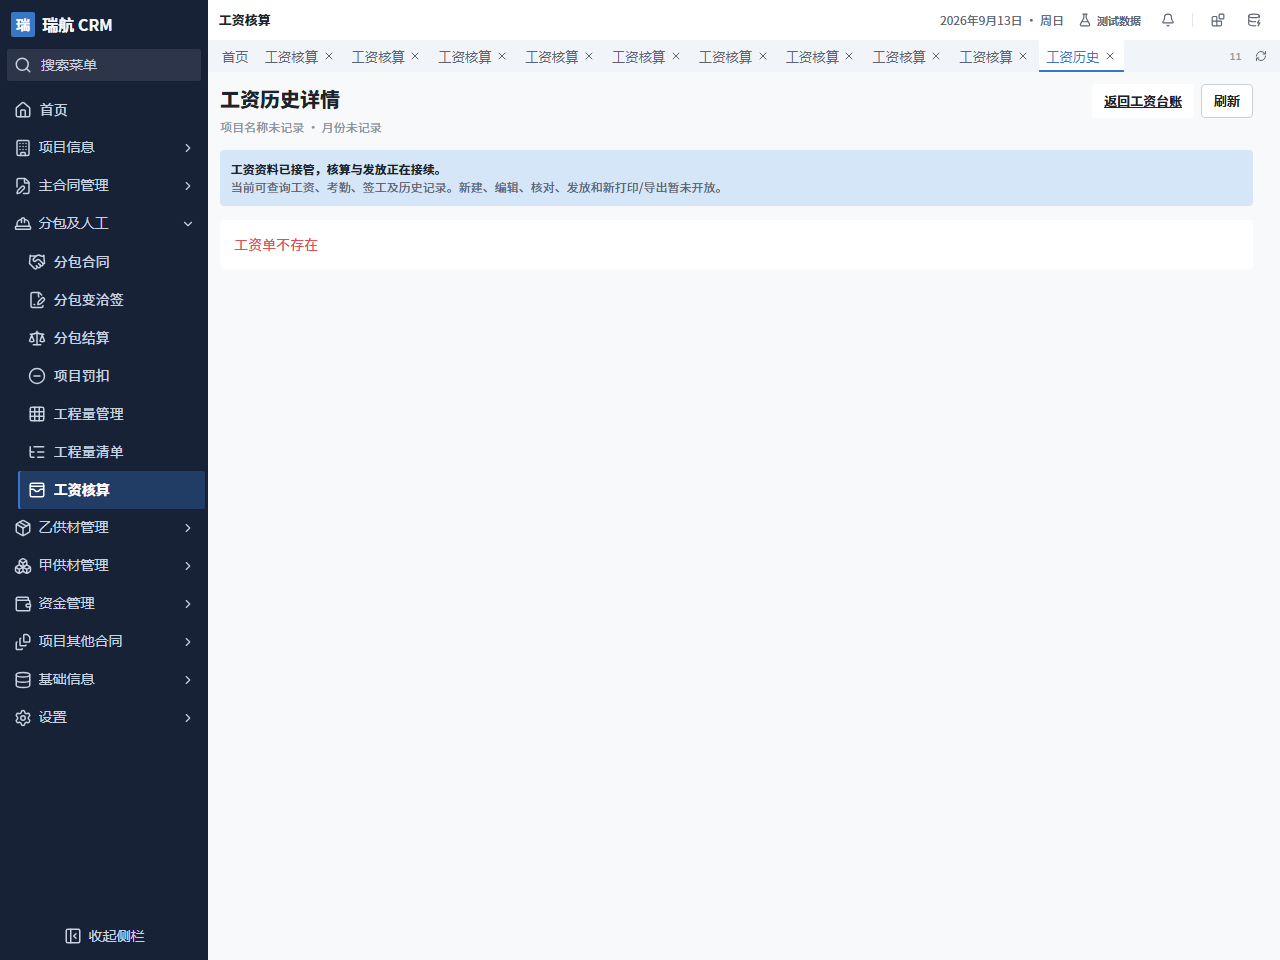 瑞 瑞航 CRM
搜索菜单
首页
项目信息
主合同管理
分包及人工
分包合同
分包变洽签
分包结算
项目罚扣
工程量管理
工程量清单
工资核算
乙供材管理
甲供材管理
资金管理
项目其他合同
基础信息
设置
收起侧栏
工资核算
2026年9月13日 · 周日 测试数据
首页 工资核算 工资核算 工资核算 工资核算 工资核算 工资核算 工资核算 工资核算 工资核算 工资历史 11
工资历史详情
项目名称未记录 · 月份未记录
返回工资台账 刷新
工资资料已接管，核算与发放正在接续。
当前可查询工资、考勤、签工及历史记录。新建、编辑、核对、发放和新打印/导出暂未开放。
工资单不存在